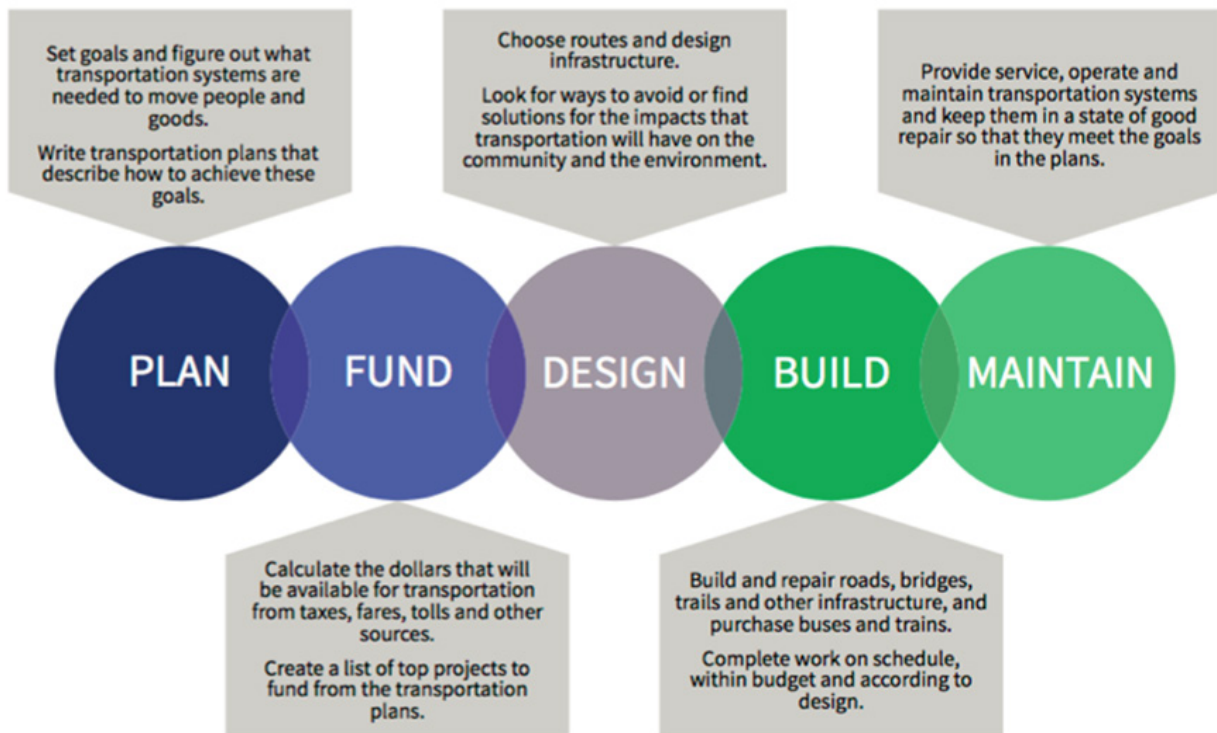 Set goals and figure out what
transportation systems are
needed to move people and
goods.
Write transportation plans that
describe how to achieve these
goals.
Choose routes and design
infrastructure.
Look for ways to avoid or find
solutions for the impacts that
transportation will have on the
community and the environment.
Provide service, operate and
maintain transportation systems
and keep them in a state of good
repair so that they meet the goals
in the plans.
PLAN
FUND
DESIGN
BUILD
MAINTAIN
Calculate the dollars that will
be available for transportation
from taxes, fares, tolls and other
sources.
Create a list of top projects to
fund from the transportation
plans.
Build and repair roads, bridges,
trails and other infrastructure, and
purchase buses and trains.
Complete work on schedule,
within budget and according to
design.